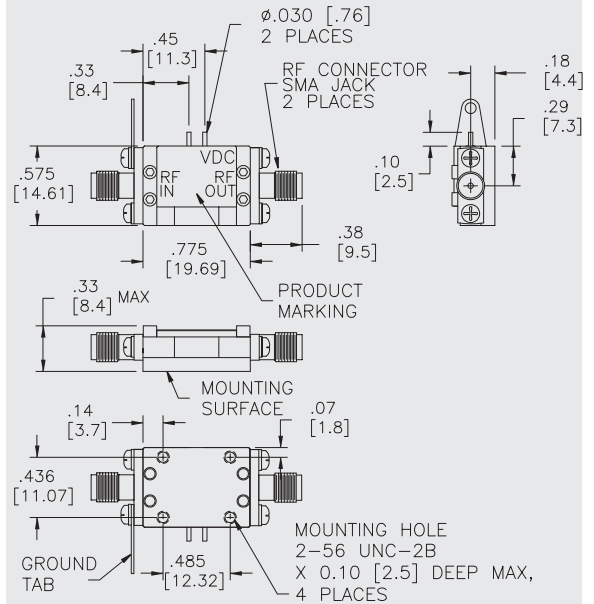 ø.030 [.76]
2 PLACES
.45
[11.3]
.33
[8.4]
RF CONNECTOR
SMA JACK
2 PLACES
.18
[4.4]
.29
[7.3]
.10
[2.5]
VDC
RF
IN
RF
OUT
.575
[14.61]
.775
[19.69]
.38
[9.5]
PRODUCT
MARKING
.33
[8.4] MAX
MOUNTING
SURFACE
.14
[3.7]
.07
[1.8]
.436
[11.07]
GROUND
TAB
.485
[12.32]
MOUNTING HOLE
2-56 UNC-2B
X 0.10 [2.5] DEEP MAX,
4 PLACES